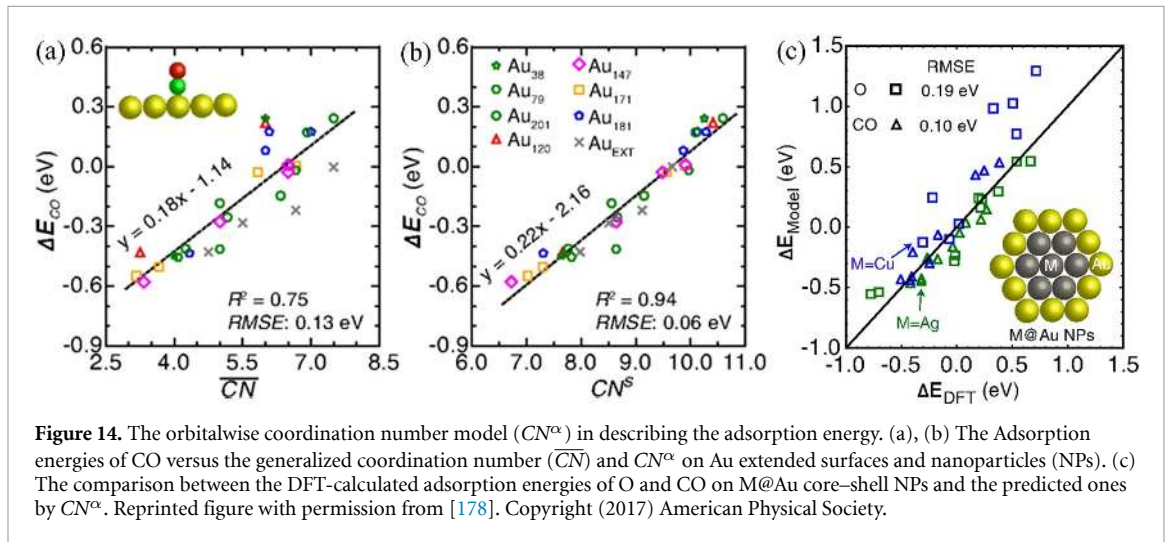 (a)
0.6
0.3
0.0
-0.3
-0.6
-0.9
ΔE_CO (eV)
y = 0.18x - 1.14
R² = 0.75
RMSE: 0.13 eV
2.5 4.0 5.5 7.0 8.5
CN
(b)
0.6
0.3
0.0
-0.3
-0.6
-0.9
ΔE_CO (eV)
Au₃₈ Au₁₄₇
Au₇₉ Au₁₇₁
Au₂₀₁ Au₁₈₁
Au₁₂₀ Au_EXT
y = 0.22x - 2.16
R² = 0.94
RMSE: 0.06 eV
6.0 7.0 8.0 9.0 10.0 11.0
CNˢ
(c)
1.5
1.0
0.5
0.0
-0.5
-1.0
ΔE_Model (eV)
RMSE
O 0.19 eV
CO 0.10 eV
M=Cu
M=Ag
M Au
M@Au NPs
-1.0 -0.5 0.0 0.5 1.0 1.5
ΔE_DFT (eV)
Figure 14. The orbitalwise coordination number model (CN^α) in describing the adsorption energy. (a), (b) The Adsorption
energies of CO versus the generalized coordination number (C̅N̅) and CN^α on Au extended surfaces and nanoparticles (NPs). (c)
The comparison between the DFT-calculated adsorption energies of O and CO on M@Au core–shell NPs and the predicted ones
by CN^α. Reprinted figure with permission from [178]. Copyright (2017) American Physical Society.